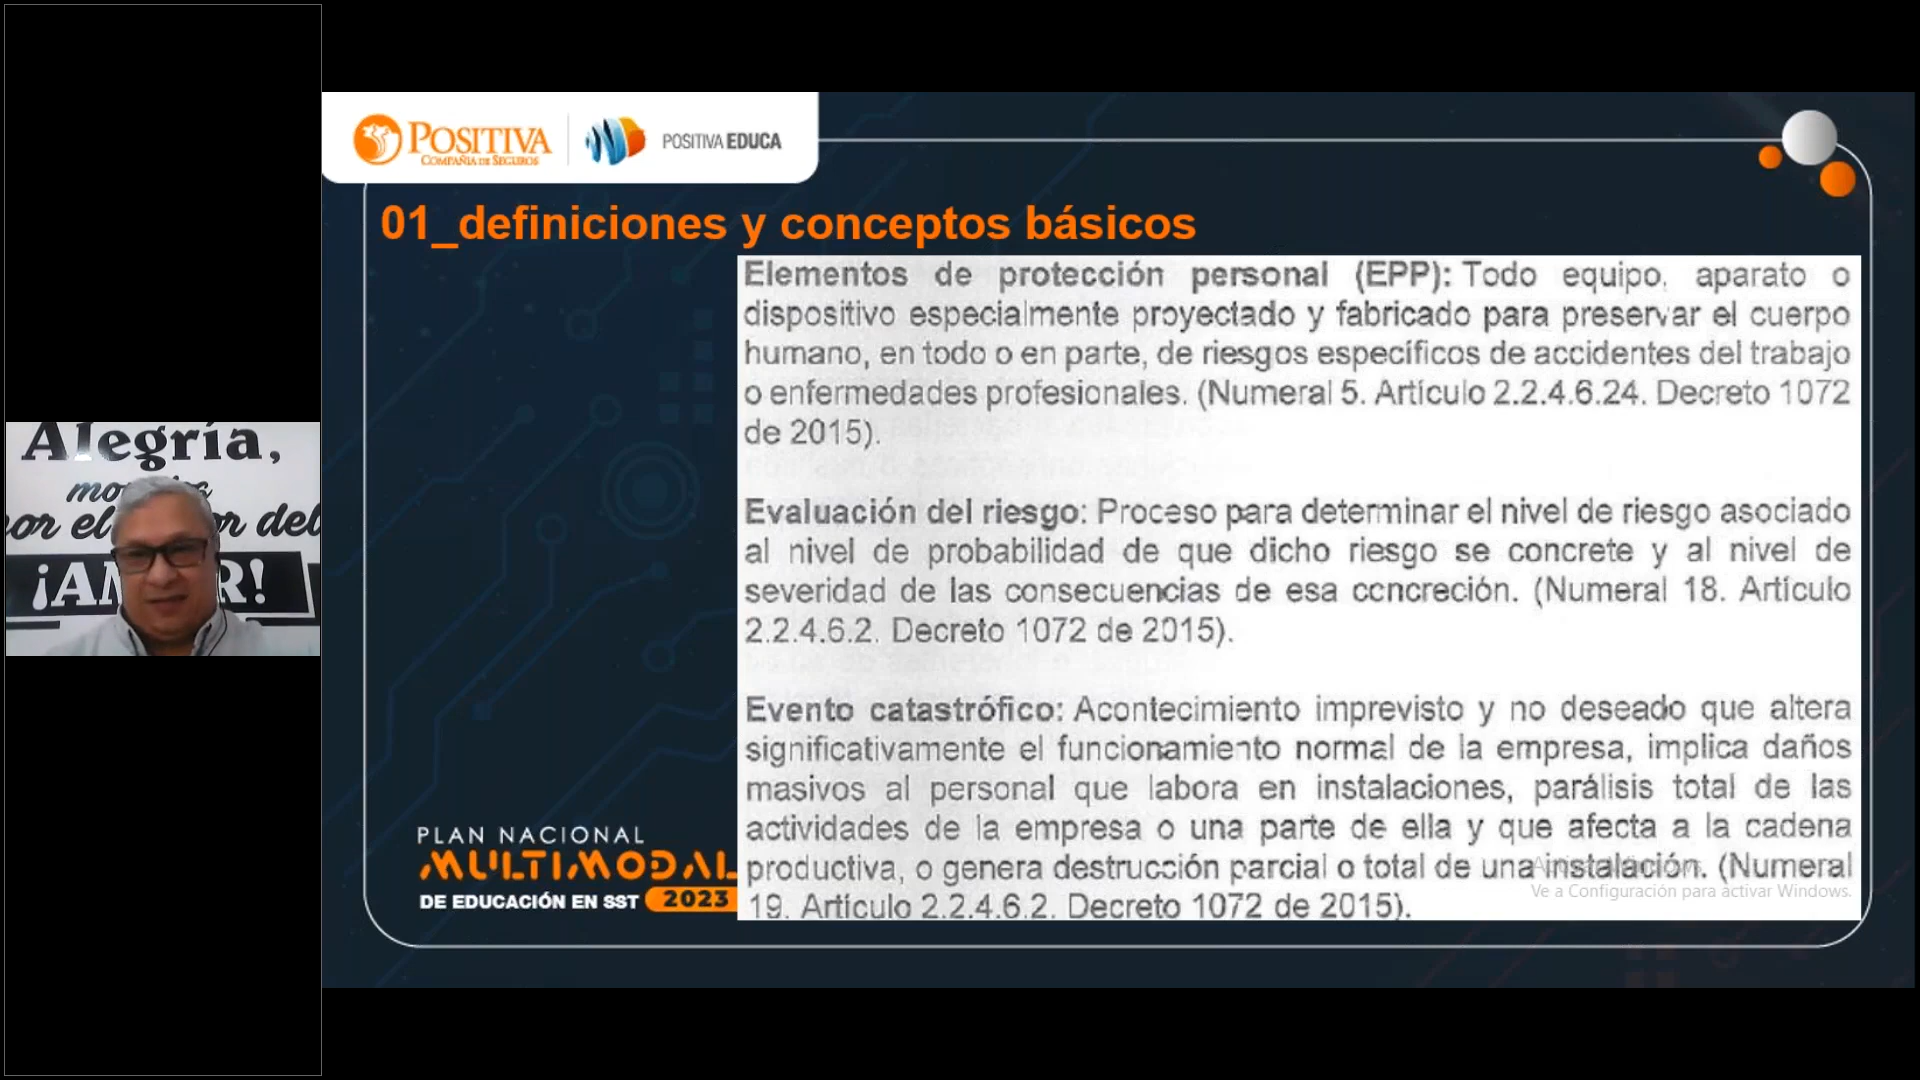 POSITIVA
COMPAÑIA DE SEGUROS
POSITIVA EDUCA
01_definiciones y conceptos básicos
Elementos de protección personal (EPP): Todo equipo, aparato o
dispositivo especialmente proyectado y fabricado para preservar el cuerpo
humano, en todo o en parte, de riesgos específicos de accidentes del trabajo
o enfermedades profesionales. (Numeral 5. Artículo 2.2.4.6.24. Decreto 1072
de 2015).
Evaluación del riesgo: Proceso para determinar el nivel de riesgo asociado
al nivel de probabilidad de que dicho riesgo se concrete y al nivel de
severidad de las consecuencias de esa concreción. (Numeral 18. Artículo
2.2.4.6.2. Decreto 1072 de 2015).
Evento catastrófico: Acontecimiento imprevisto y no deseado que altera
significativamente el funcionamiento normal de la empresa, implica daños
masivos al personal que labora en instalaciones, parálisis total de las
actividades de la empresa o una parte de ella y que afecta a la cadena
productiva, o genera destrucción parcial o total de una instalación. (Numeral
19. Artículo 2.2.4.6.2. Decreto 1072 de 2015).
Ve a Configuración para activar Windows.
PLAN NACIONAL
MULTIMODAL
DE EDUCACIÓN EN SST 2023
Alegría,
por el del